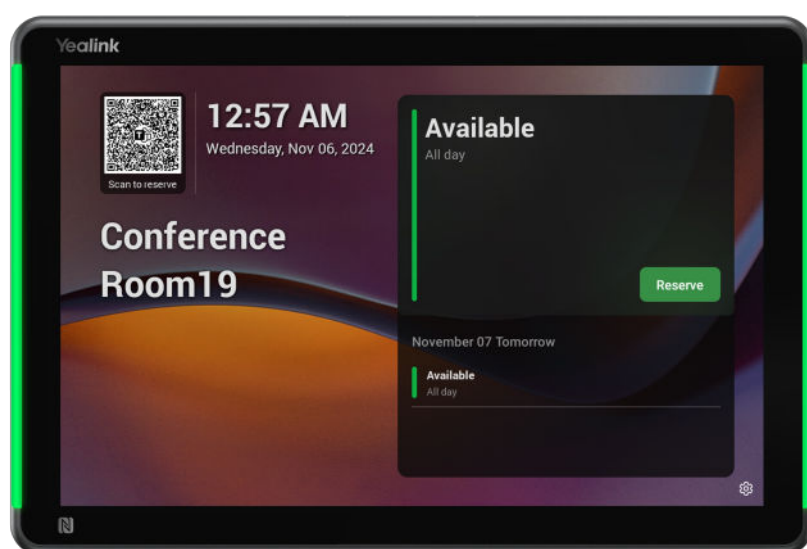 Yealink
12:57 AM
Wednesday, Nov 06, 2024
Scan to reserve
Conference
Room19
Available
All day
Reserve
November 07 Tomorrow
Available
All day